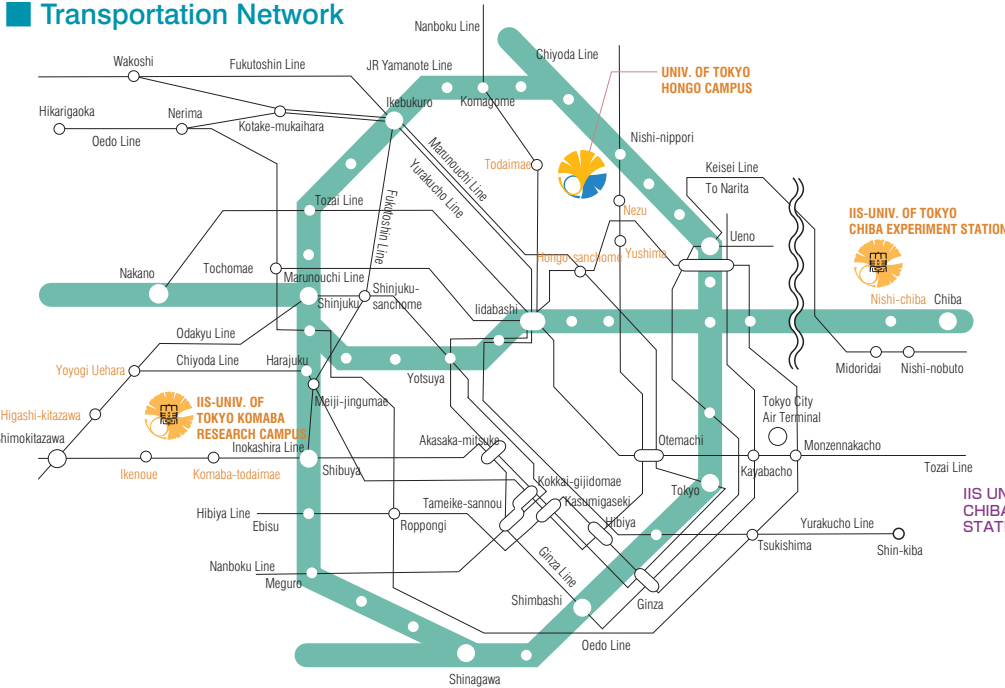 Transportation Network
Nanboku Line
Chiyoda Line
Wakoshi
Fukutoshin Line
JR Yamanote Line
UNIV. OF TOKYO
HONGO CAMPUS
Hikarigaoka
Nerima
Ikebukuro
Komagome
Kotake-mukaihara
Oedo Line
Nishi-nippori
Marunouchi Line
Yurakucho Line
Todaimae
Keisei Line
To Narita
Fukutoshin Line
Tozai Line
Nezu
IIS-UNIV. OF TOKYO
CHIBA EXPERIMENT STATION
Ueno
Hongo-sanchome
Yushima
Nakano
Tochomae
Marunouchi Line
Shinjuku
Shinjuku-
sanchome
Iidabashi
Nishi-chiba
Chiba
Odakyu Line
Chiyoda Line
Harajuku
Yoyogi Uehara
Yotsuya
Midoridai
Nishi-nobuto
Meiji-jingumae
IIS-UNIV. OF
TOKYO KOMABA
RESEARCH CAMPUS
Higashi-kitazawa
Tokyo City
Air Terminal
himokitazawa
Inokashira Line
Akasaka-mitsuke
Otemachi
Monzennakacho
Ikenoue
Komaba-todaimae
Shibuya
Kayabacho
Tozai Line
Kokkai-gijidomae
Tokyo
Tameike-sannou
Kasumigaseki
IIS UN
CHIBA
STATI
Hibiya Line
Ebisu
Roppongi
Hibiya
Yurakucho Line
Tsukishima
Shin-kiba
Nanboku Line
Meguro
Ginza Line
Shimbashi
Ginza
Oedo Line
Shinagawa